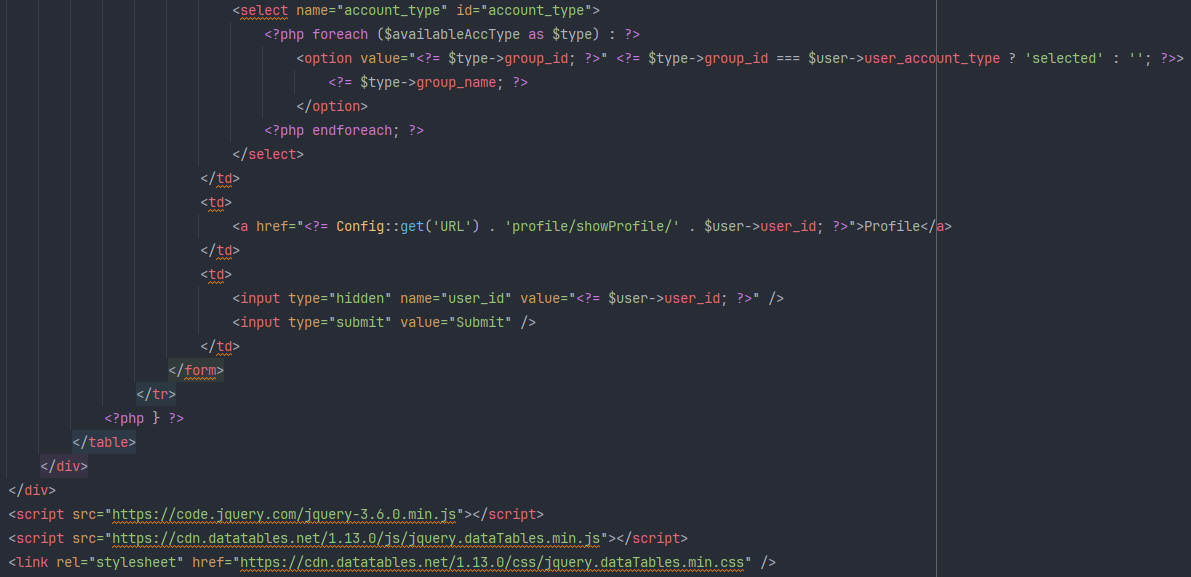 <select name="account_type" id="account_type">
<?php foreach ($availableAccType as $type) : ?>
<option value="<?= $type->group_id; ?>" <?= $type->group_id === $user->user_account_type ? 'selected' : ''; ?>>
<?= $type->group_name; ?>
</option>
<?php endforeach; ?>
</select>
</td>
<td>
<a href="<?= Config::get('URL') . 'profile/showProfile/' . $user->user_id; ?>">Profile</a>
</td>
<td>
<input type="hidden" name="user_id" value="<?= $user->user_id; ?>" />
<input type="submit" value="Submit" />
</td>
</form>
</tr>
<?php } ?>
</table>
</div>
</div>
<script src="https://code.jquery.com/jquery-3.6.0.min.js"></script>
<script src="https://cdn.datatables.net/1.13.0/js/jquery.dataTables.min.js"></script>
<link rel="stylesheet" href="https://cdn.datatables.net/1.13.0/css/jquery.dataTables.min.css" />